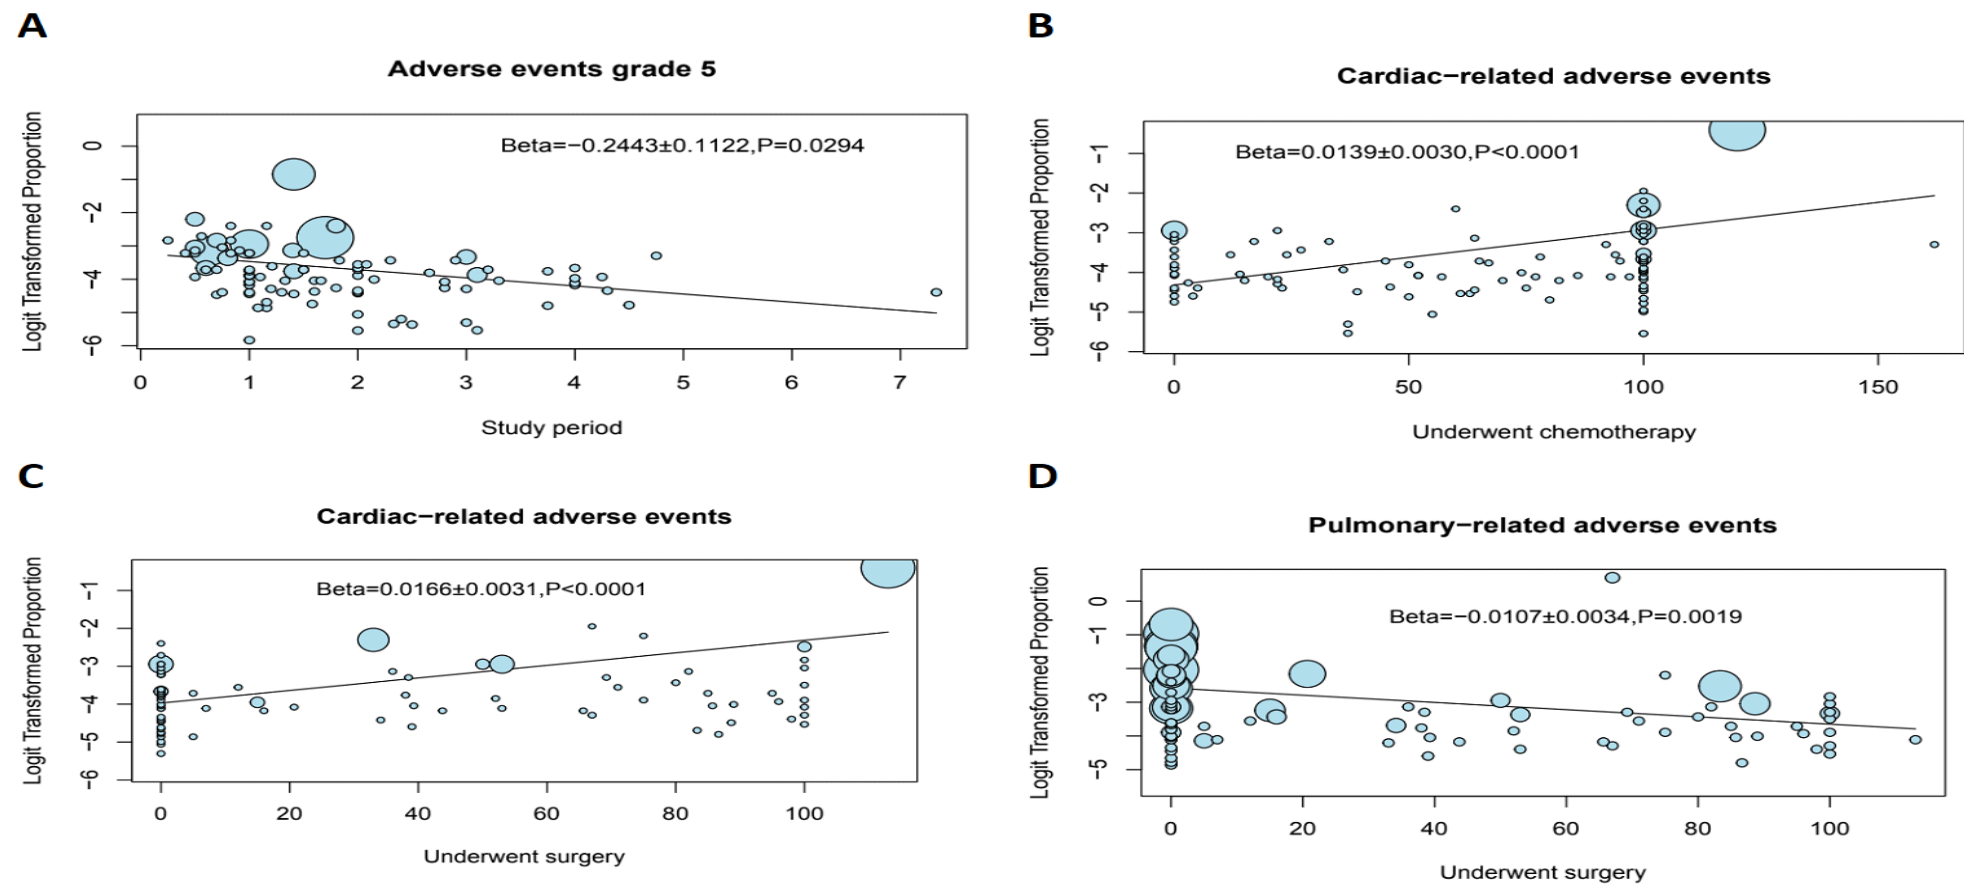 A
Adverse events grade 5
Logit Transformed Proportion
0
−2
−4
−6
Beta=−0.2443±0.1122,P=0.0294
0 1 2 3 4 5 6 7
Study period
B
Cardiac−related adverse events
Logit Transformed Proportion
−1
−2
−3
−4
−5
−6
Beta=0.0139±0.0030,P<0.0001
0 50 100 150
Underwent chemotherapy
C
Cardiac−related adverse events
Logit Transformed Proportion
−1
−2
−3
−4
−5
−6
Beta=0.0166±0.0031,P<0.0001
0 20 40 60 80 100
Underwent surgery
D
Pulmonary−related adverse events
Logit Transformed Proportion
0
−1
−3
−5
Beta=−0.0107±0.0034,P=0.0019
0 20 40 60 80 100
Underwent surgery